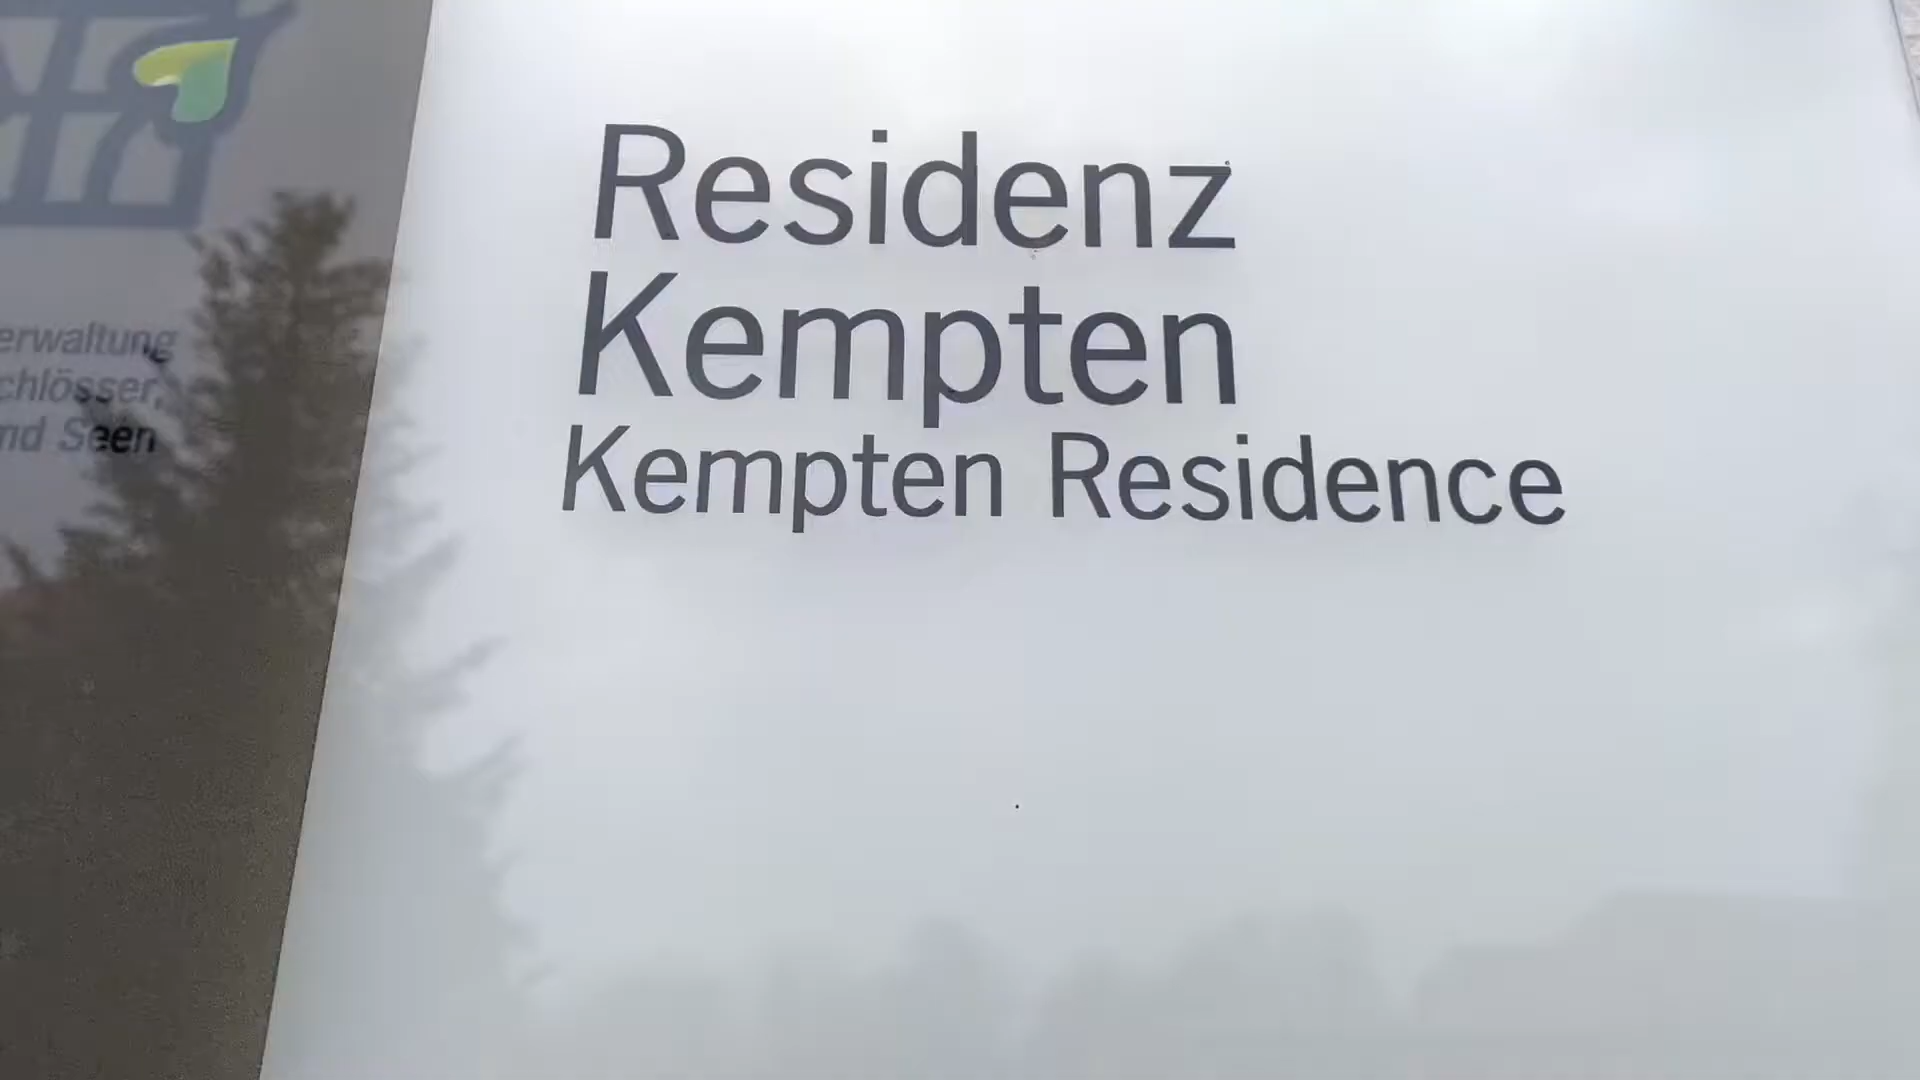 Residenz
Kempten
Kempten Residence
erwaltung
chlösser,
nd Seen